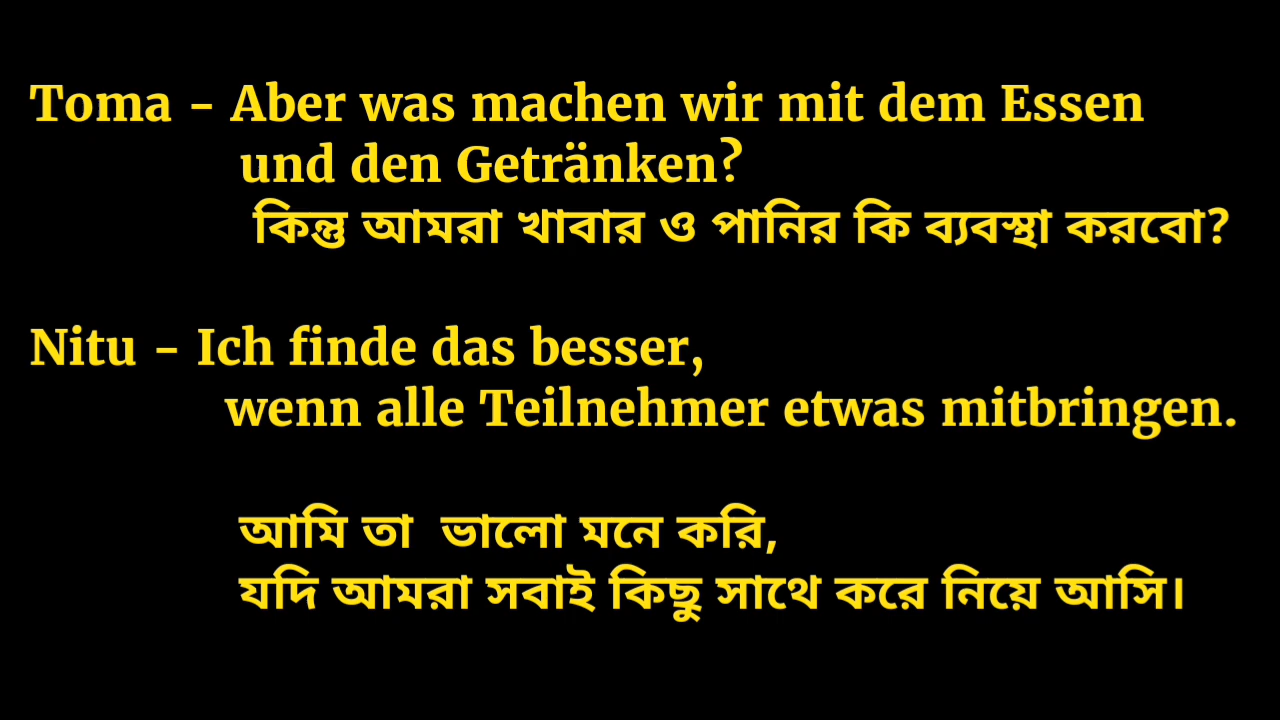 Toma - Aber was machen wir mit dem Essen
und den Getränken?
কিন্তু আমরা খাবার ও পানির কি ব্যবস্থা করবো?
Nitu - Ich finde das besser,
wenn alle Teilnehmer etwas mitbringen.
আমি তা ভালো মনে করি,
যদি আমরা সবাই কিছু সাথে করে নিয়ে আসি।